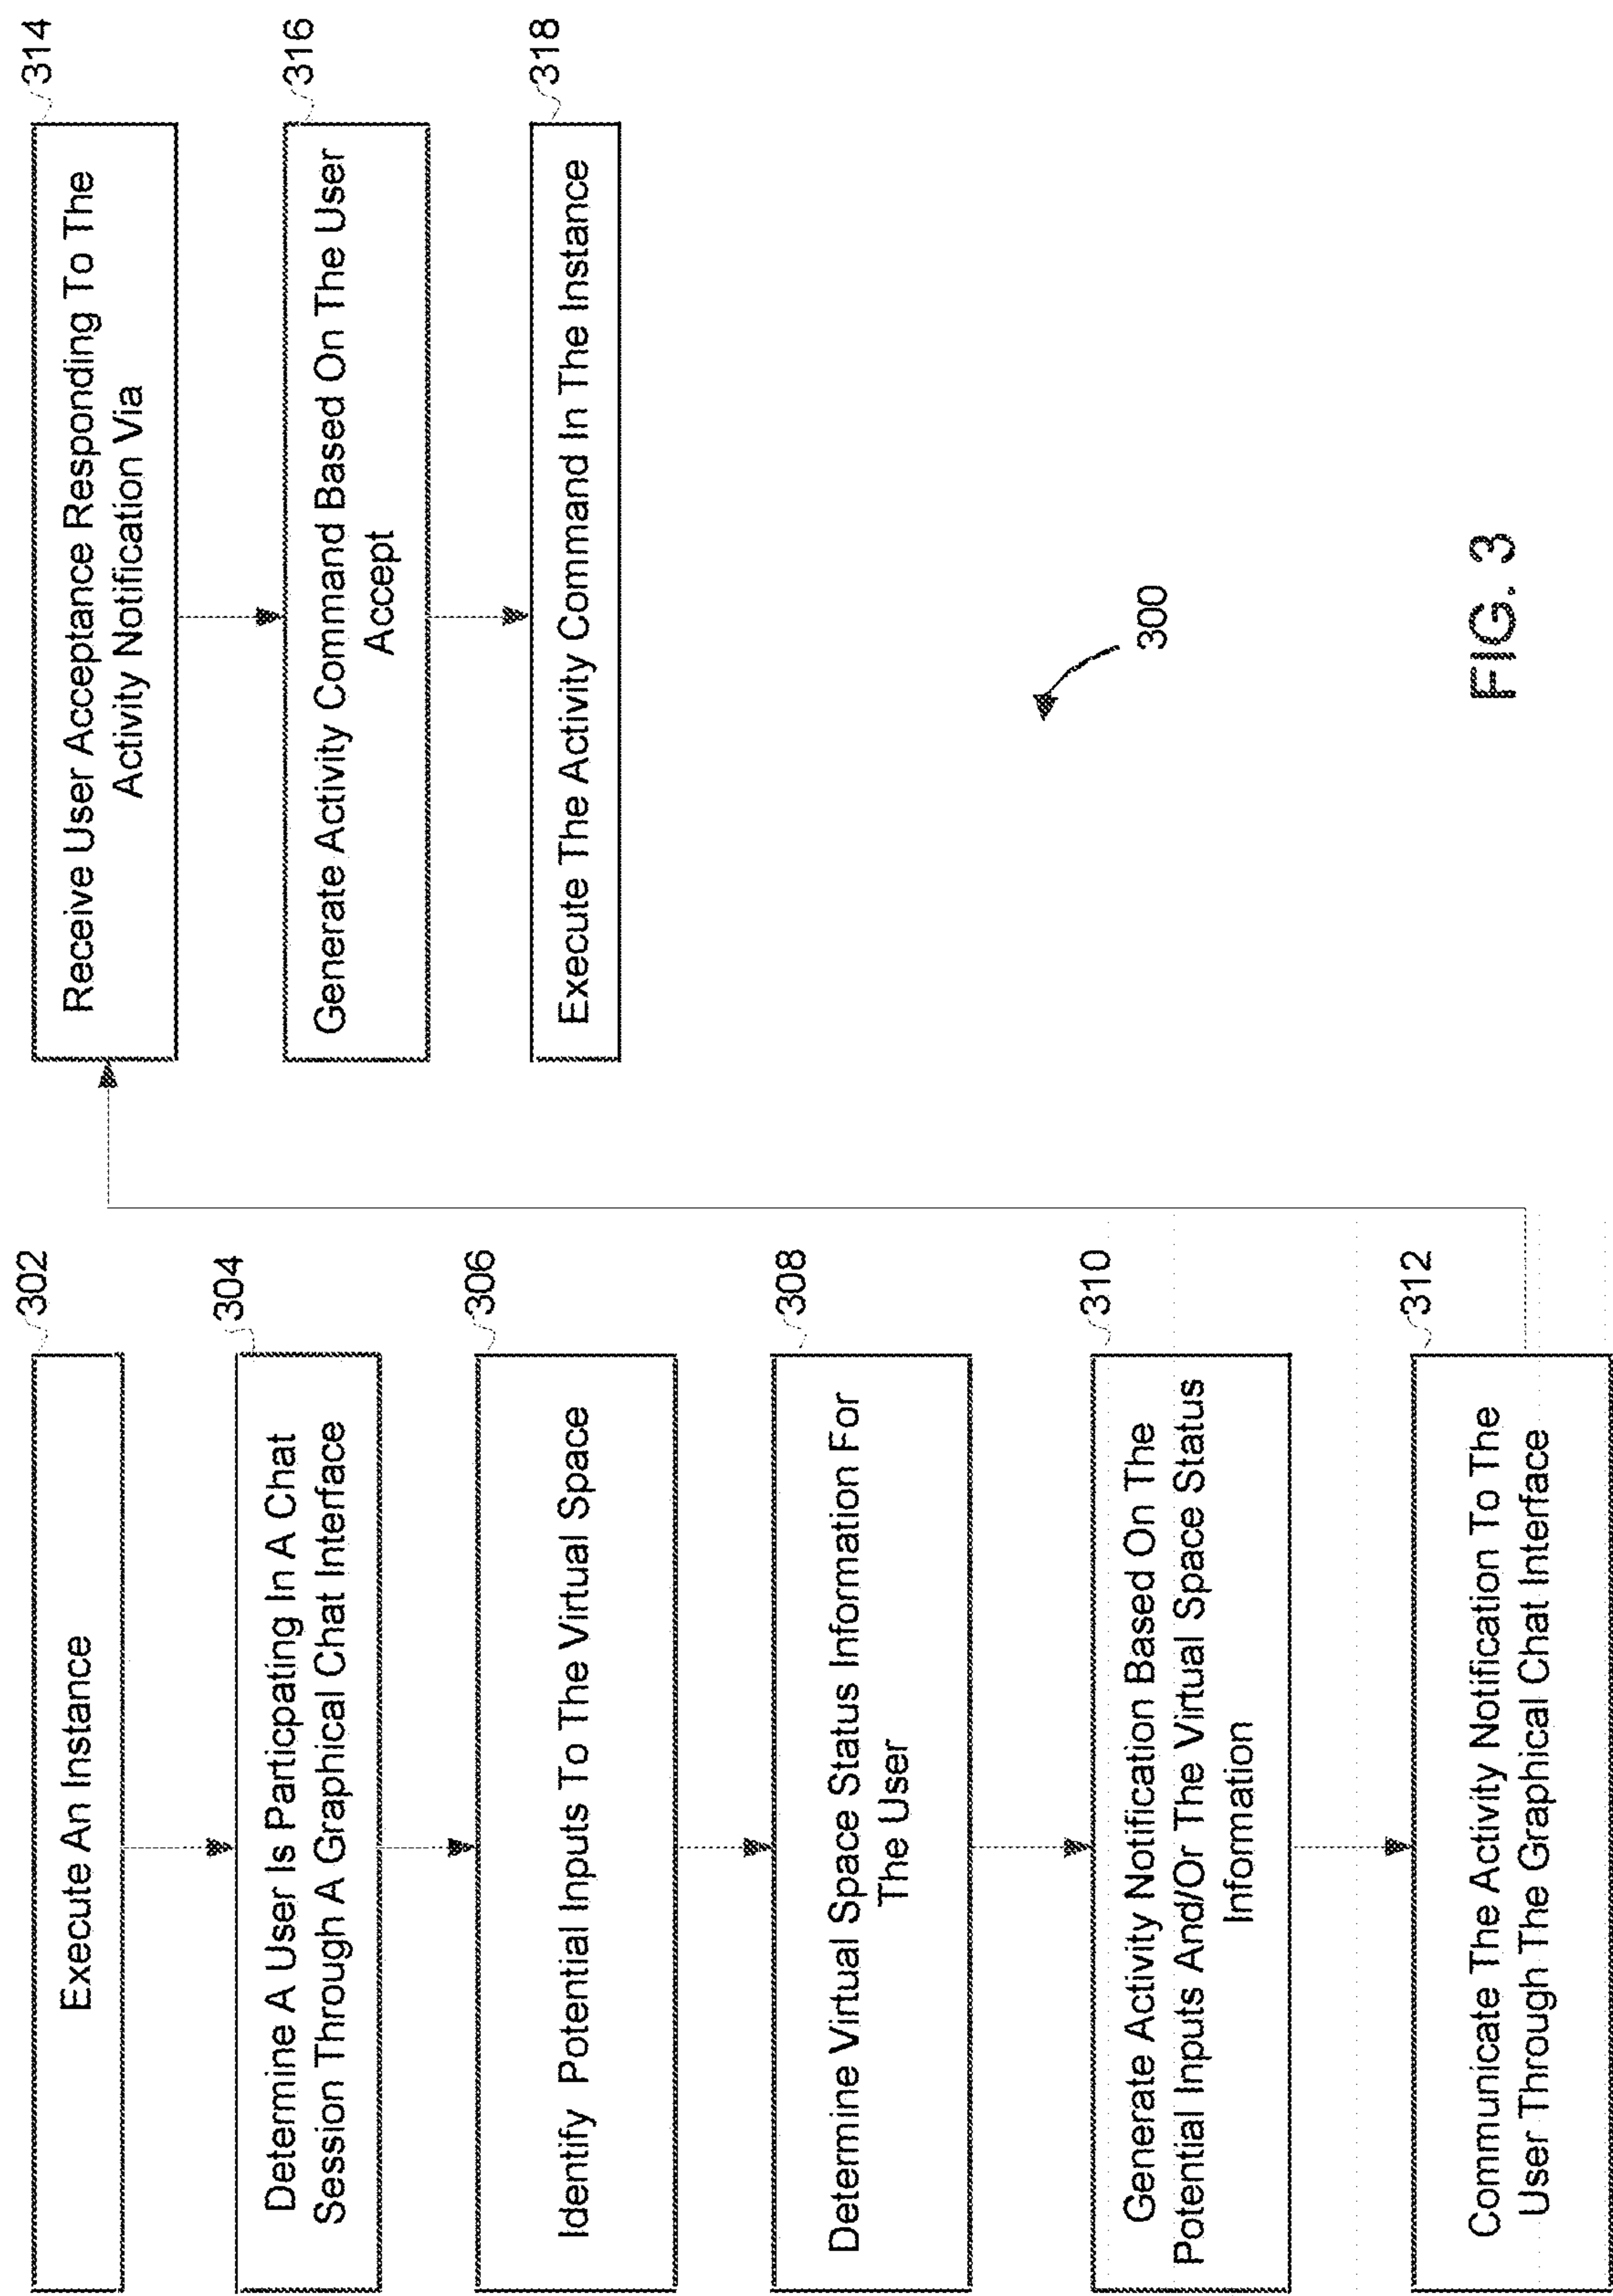 302
Execute An Instance
304
Determine A User Is Particpating In A Chat
Session Through A Graphical Chat Interface
306
Identify Potential Inputs To The Virtual Space
308
Determine Virtual Space Status Information For
The User
310
Generate Activity Notification Based On The
Potential Inputs And/Or The Virtual Space Status
Information
312
Communicate The Activity Notification To The
User Through The Graphical Chat Interface
314
Receive User Acceptance Responding To The
Activity Notification Via
316
Generate Activity Command Based On The User
Accept
318
Execute The Activity Command In The Instance
300
FIG. 3